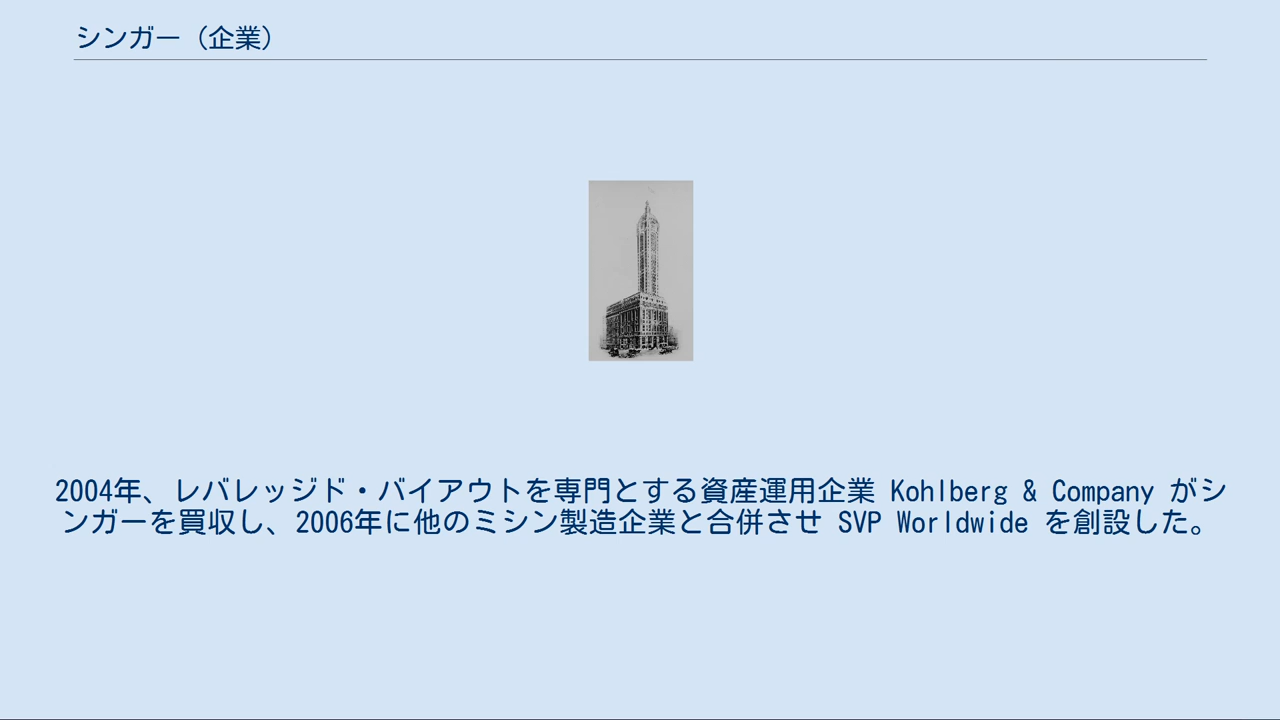 シンガー（企業）
2004年、レバレッジド・バイアウトを専門とする資産運用企業 Kohlberg & Company がシ
ンガーを買収し、2006年に他のミシン製造企業と合併させ SVP Worldwide を創設した。